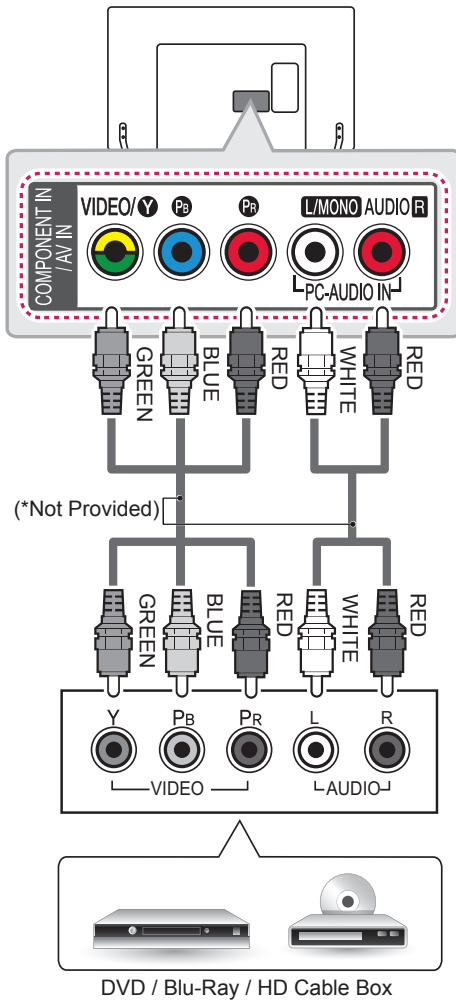 COMPONENT IN
/ AV IN
VIDEO/Y PB PR L/MONO AUDIO R
PC-AUDIO IN
GREEN BLUE RED WHITE RED
(*Not Provided)
GREEN BLUE RED WHITE RED
Y PB PR L R
VIDEO AUDIO
DVD / Blu-Ray / HD Cable Box